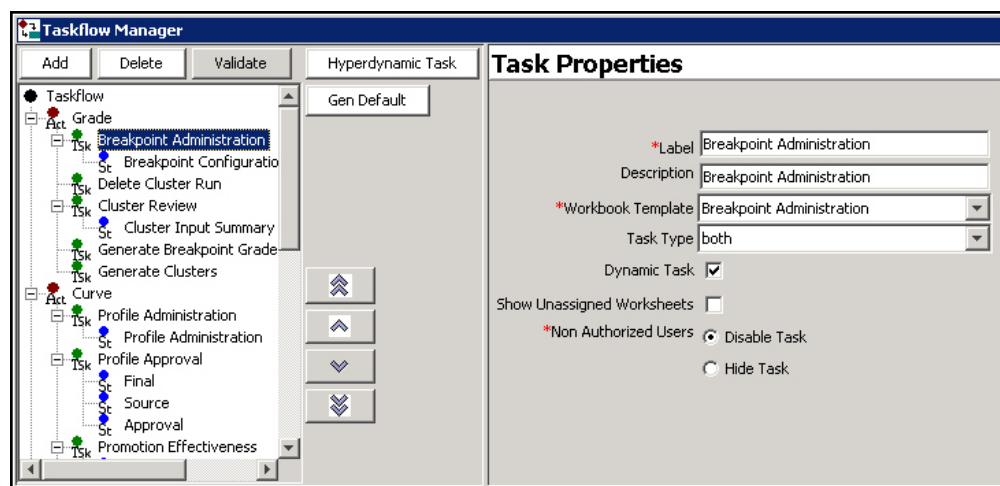 Taskflow Manager
Add
Delete
Validate
Hyperdynamic Task
Gen Default
Taskflow
Act Grade
Tsk Breakpoint Administration
St Breakpoint Configuratio
Tsk Delete Cluster Run
Tsk Cluster Review
St Cluster Input Summary
Tsk Generate Breakpoint Grade
Tsk Generate Clusters
Act Curve
Tsk Profile Administration
St Profile Administration
Tsk Profile Approval
St Final
St Source
St Approval
Tsk Promotion Effectiveness
Task Properties
*Label Breakpoint Administration
Description Breakpoint Administration
*Workbook Template Breakpoint Administration
Task Type both
Dynamic Task
Show Unassigned Worksheets
*Non Authorized Users Disable Task
Hide Task